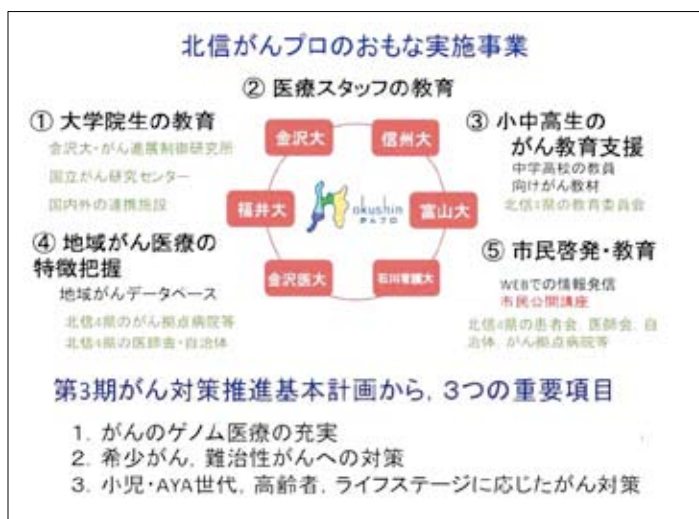 北信がんプロのおもな実施事業
② 医療スタッフの教育
① 大学院生の教育
金沢大・がん進展制御研究所
国立がん研究センター
国内外の連携施設
金沢大
信州大
福井大
富山大
金沢医大
石川看護大
Hokushin
がんプロ
③ 小中高生の
がん教育支援
中学高校の教員
向けがん教材
北信4県の教育委員会
④ 地域がん医療の
特徴把握
地域がんデータベース
北信4県のがん拠点病院等
北信4県の医師会・自治体
⑤ 市民啓発・教育
WEBでの情報発信
市民公開講座
北信4県の患者会、医師会、自
治体、がん拠点病院等
第3期がん対策推進基本計画から，３つの重要項目
1．がんのゲノム医療の充実
2．希少がん，難治性がんへの対策
3．小児・AYA世代，高齢者，ライフステージに応じたがん対策